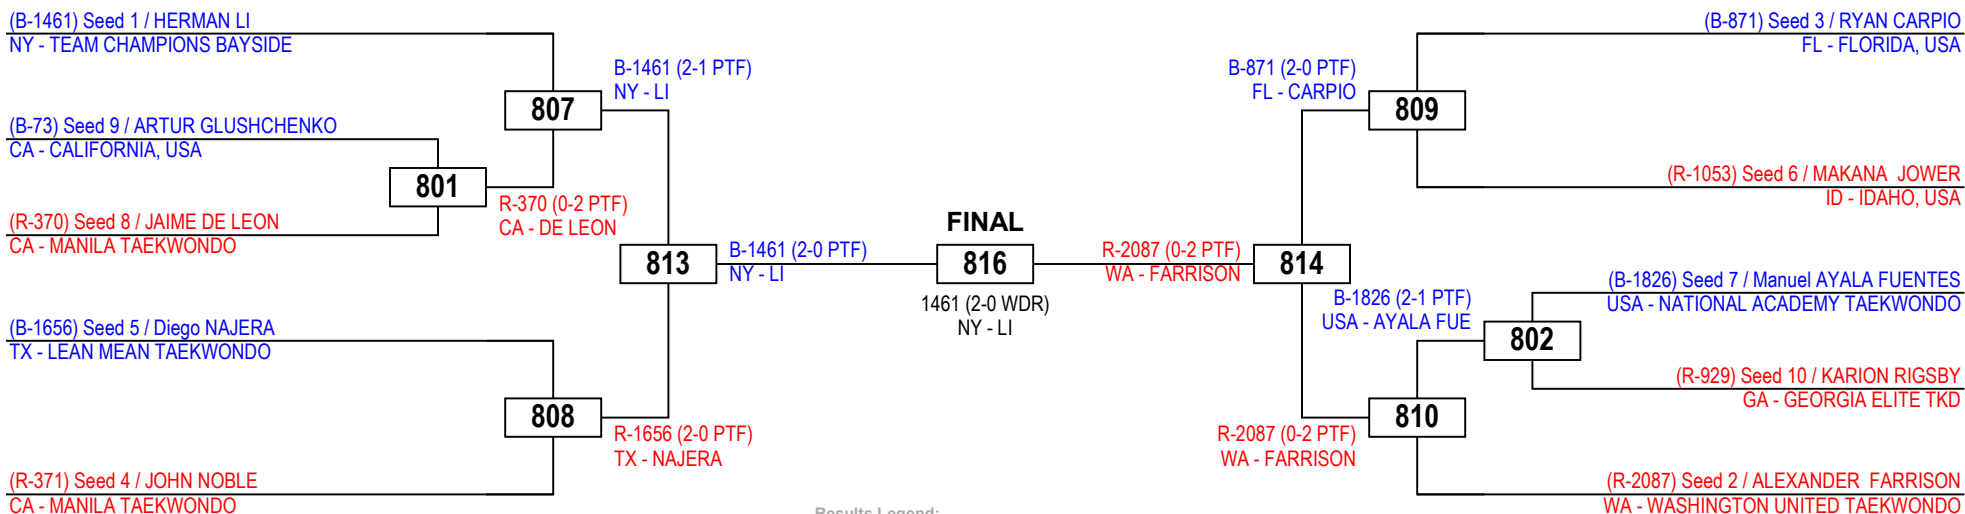 (B-1461) Seed 1 / HERMAN LI
NY - TEAM CHAMPIONS BAYSIDE
B-1461 (2-1 PTF)
NY - LI
807
(B-73) Seed 9 / ARTUR GLUSHCHENKO
CA - CALIFORNIA, USA
801
R-370 (0-2 PTF)
CA - DE LEON
(R-370) Seed 8 / JAIME DE LEON
CA - MANILA TAEKWONDO
813
B-1461 (2-0 PTF)
NY - LI
(B-1656) Seed 5 / Diego NAJERA
TX - LEAN MEAN TAEKWONDO
808
R-1656 (2-0 PTF)
TX - NAJERA
(R-371) Seed 4 / JOHN NOBLE
CA - MANILA TAEKWONDO
FINAL
816
1461 (2-0 WDR)
NY - LI
(B-871) Seed 3 / RYAN CARPIO
FL - FLORIDA, USA
B-871 (2-0 PTF)
FL - CARPIO
809
(R-1053) Seed 6 / MAKANA  JOWER
ID - IDAHO, USA
R-2087 (0-2 PTF)
WA - FARRISON
814
(B-1826) Seed 7 / Manuel AYALA FUENTES
USA - NATIONAL ACADEMY TAEKWONDO
B-1826 (2-1 PTF)
USA - AYALA FUE
802
(R-929) Seed 10 / KARION RIGSBY
GA - GEORGIA ELITE TKD
810
R-2087 (0-2 PTF)
WA - FARRISON
(R-2087) Seed 2 / ALEXANDER  FARRISON
WA - WASHINGTON UNITED TAEKWONDO
Results Legend: